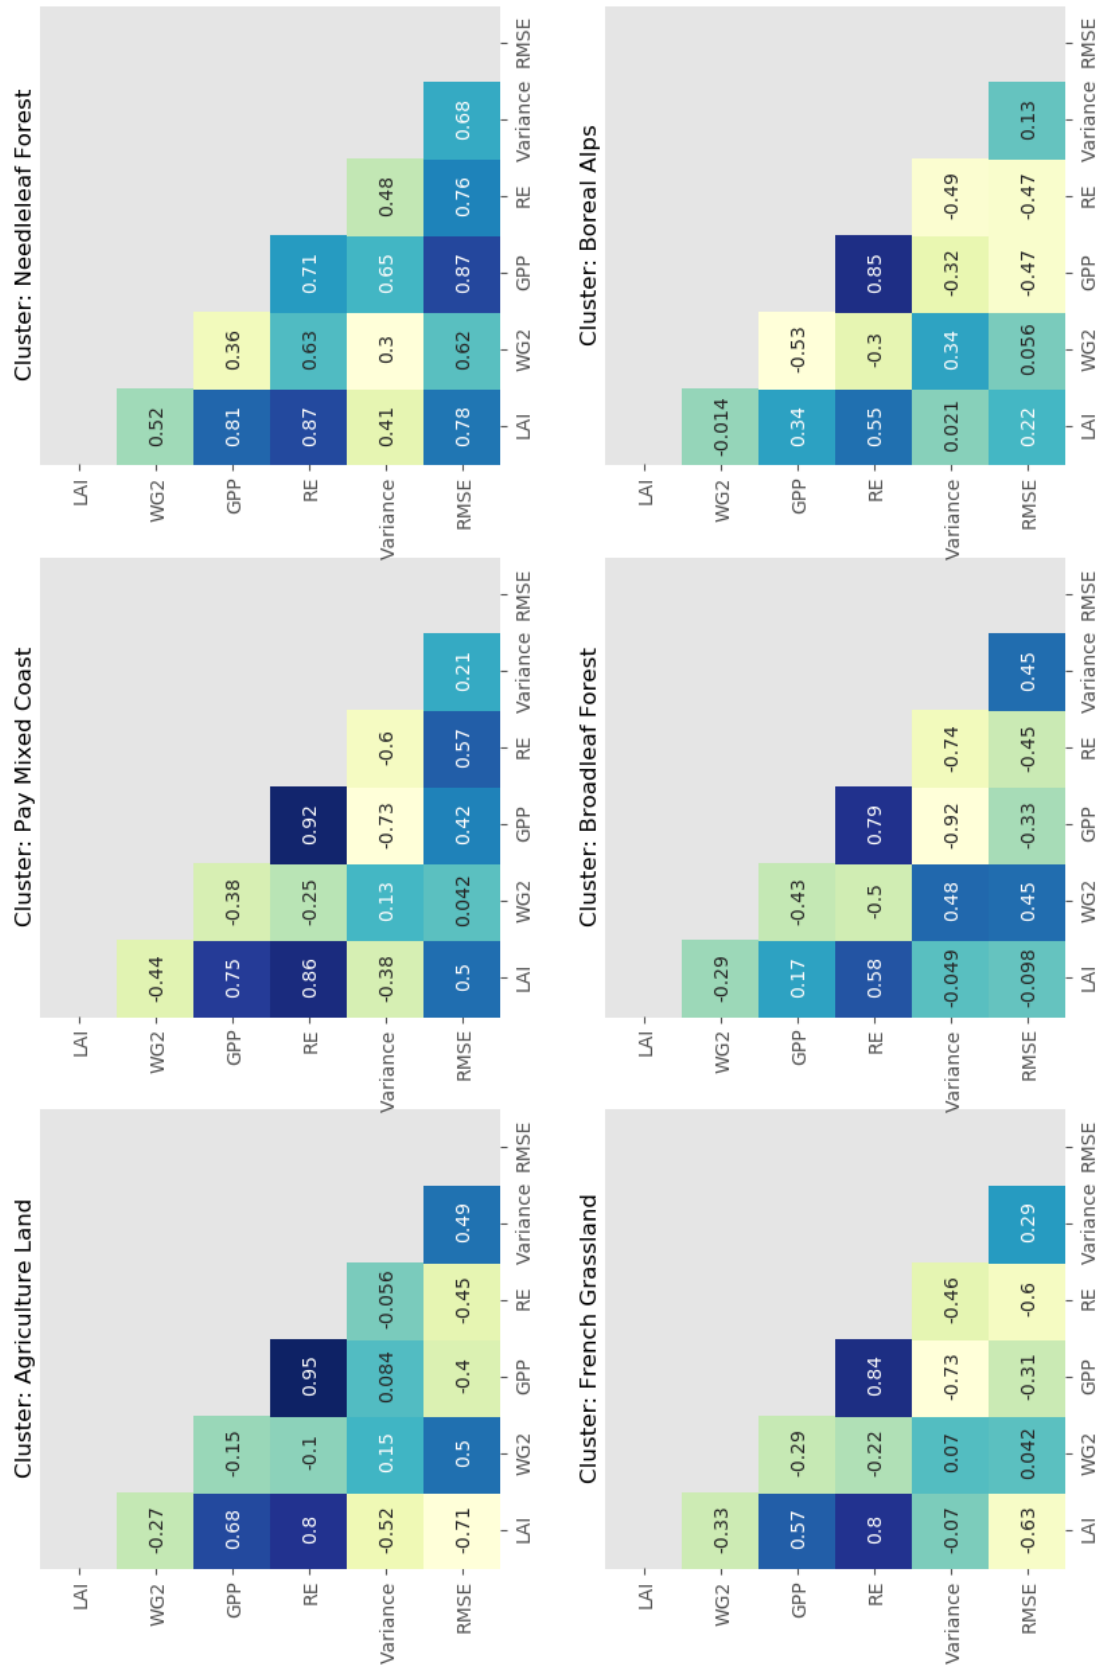 Cluster: Agriculture Land
LAI
WG2 -0.27
GPP 0.68 -0.15
RE 0.8 -0.1 0.95
Variance -0.52 0.15 0.084 -0.056
RMSE -0.71 0.5 -0.4 -0.45 0.49
LAI WG2 GPP RE Variance RMSE
Cluster: Pay Mixed Coast
LAI
WG2 -0.44
GPP 0.75 -0.38
RE 0.86 -0.25 0.92
Variance -0.38 0.13 -0.73 -0.6
RMSE 0.5 0.042 0.42 0.57 0.21
LAI WG2 GPP RE Variance RMSE
Cluster: Needleleaf Forest
LAI
WG2 0.52
GPP 0.81 0.36
RE 0.87 0.63 0.71
Variance 0.41 0.3 0.65 0.48
RMSE 0.78 0.62 0.87 0.76 0.68
LAI WG2 GPP RE Variance RMSE
Cluster: French Grassland
LAI
WG2 -0.33
GPP 0.57 -0.29
RE 0.8 -0.22 0.84
Variance -0.07 0.07 -0.73 -0.46
RMSE -0.63 0.042 -0.31 -0.6 0.29
LAI WG2 GPP RE Variance RMSE
Cluster: Broadleaf Forest
LAI
WG2 -0.29
GPP 0.17 -0.43
RE 0.58 -0.5 0.79
Variance -0.049 0.48 -0.92 -0.74
RMSE -0.098 0.45 -0.33 -0.45 0.45
LAI WG2 GPP RE Variance RMSE
Cluster: Boreal Alps
LAI
WG2 -0.014
GPP 0.34 -0.53
RE 0.55 -0.3 0.85
Variance 0.021 0.34 -0.32 -0.49
RMSE 0.22 0.056 -0.47 -0.47 0.13
LAI WG2 GPP RE Variance RMSE